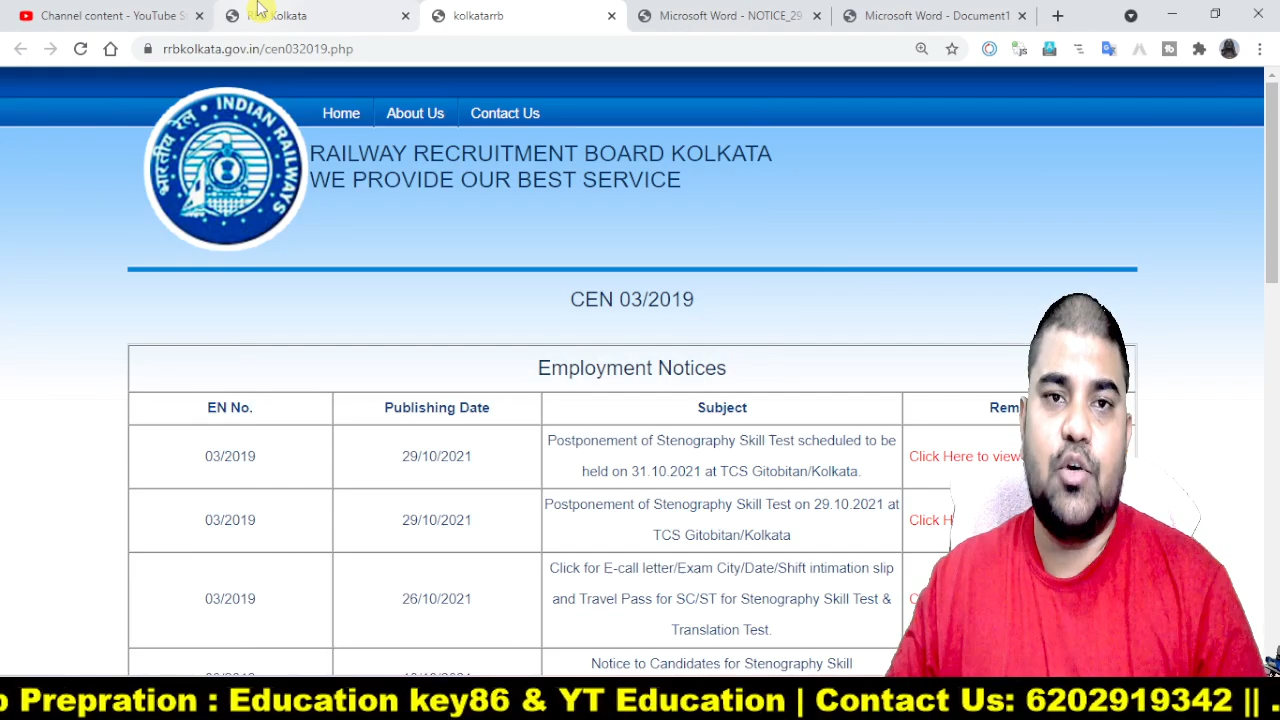 Channel content - YouTube S
Kolkata
kolkatarrb
Microsoft Word - NOTICE_29
Microsoft Word - Document1
rrbkolkata.gov.in/cen032019.php
INDIAN RAILWAYS
भारतीय रेल
Home
About Us
Contact Us
RAILWAY RECRUITMENT BOARD KOLKATA
WE PROVIDE OUR BEST SERVICE
CEN 03/2019
Employment Notices
EN No.
Publishing Date
Subject
Rem
03/2019
29/10/2021
Postponement of Stenography Skill Test scheduled to be
held on 31.10.2021 at TCS Gitobitan/Kolkata.
Click Here to view
03/2019
29/10/2021
Postponement of Stenography Skill Test on 29.10.2021 at
TCS Gitobitan/Kolkata
Click H
03/2019
26/10/2021
Click for E-call letter/Exam City/Date/Shift intimation slip
and Travel Pass for SC/ST for Stenography Skill Test &
Translation Test.
Notice to Candidates for Stenography Skill
p Prepration : Education key86 & YT Education | Contact Us: 6202919342 || .